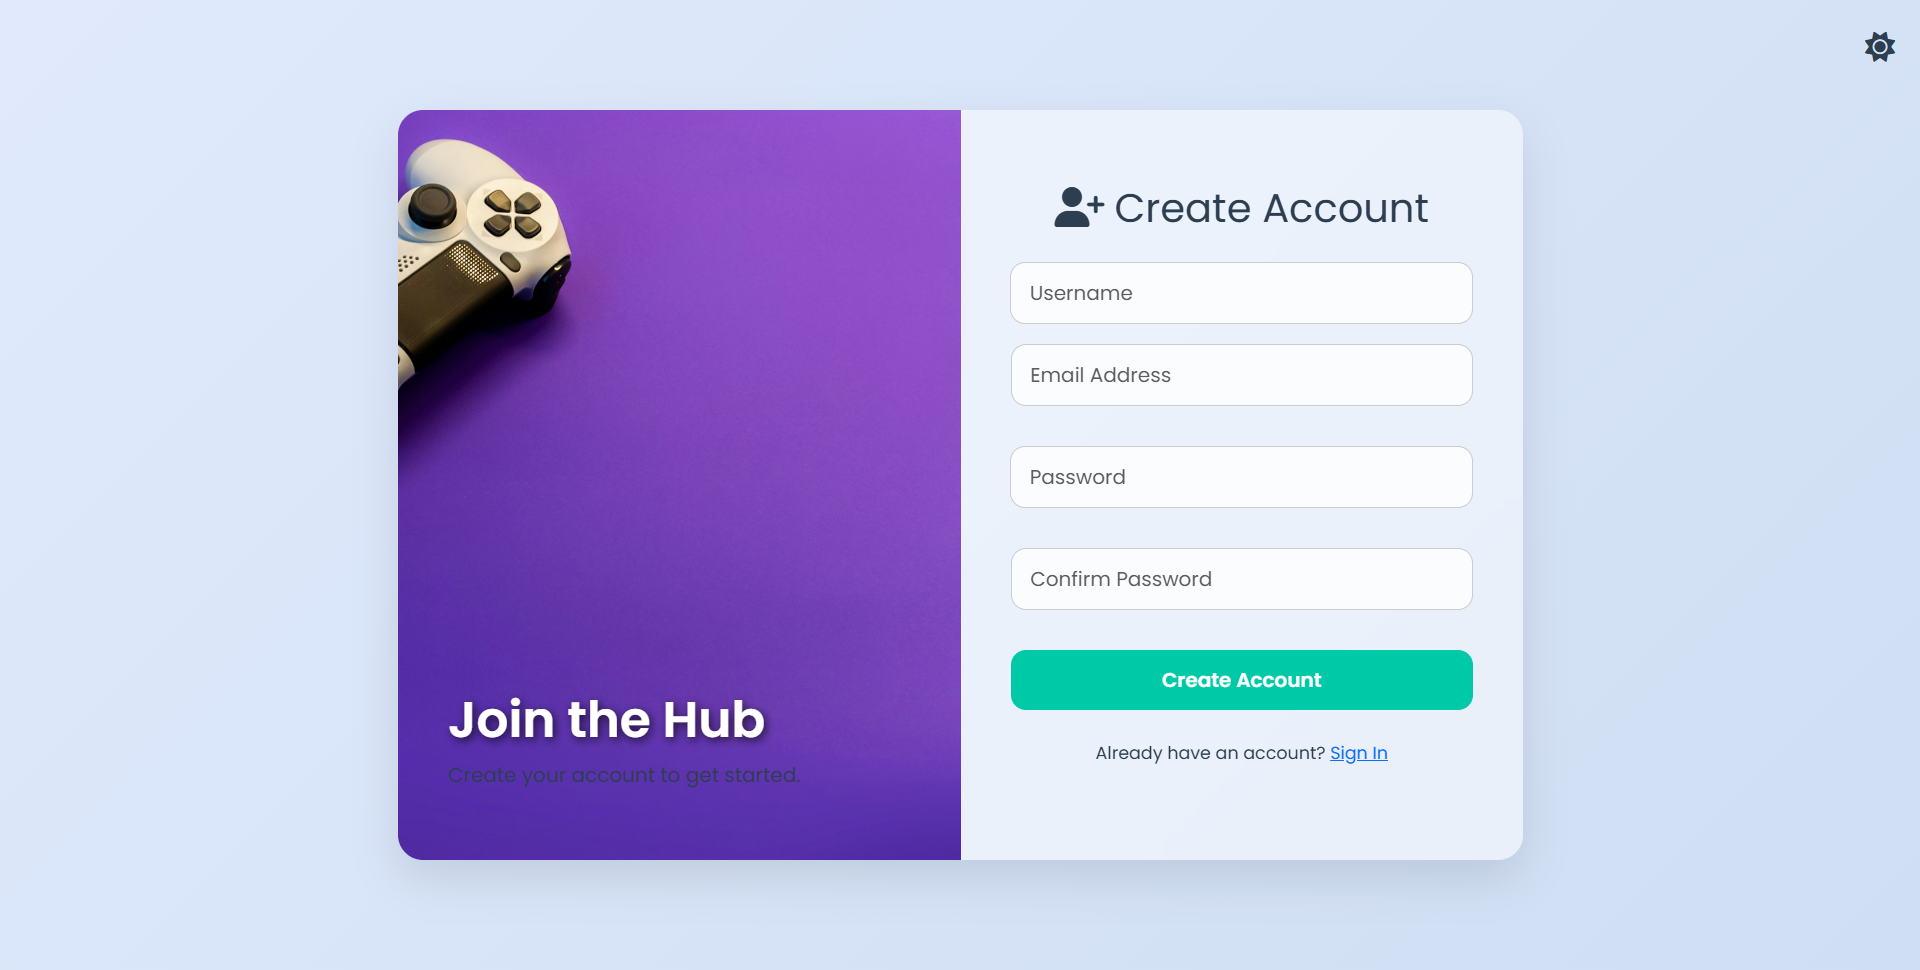 Join the Hub
Create your account to get started.
Create Account
Username
Email Address
Password
Confirm Password
Create Account
Already have an account? Sign In